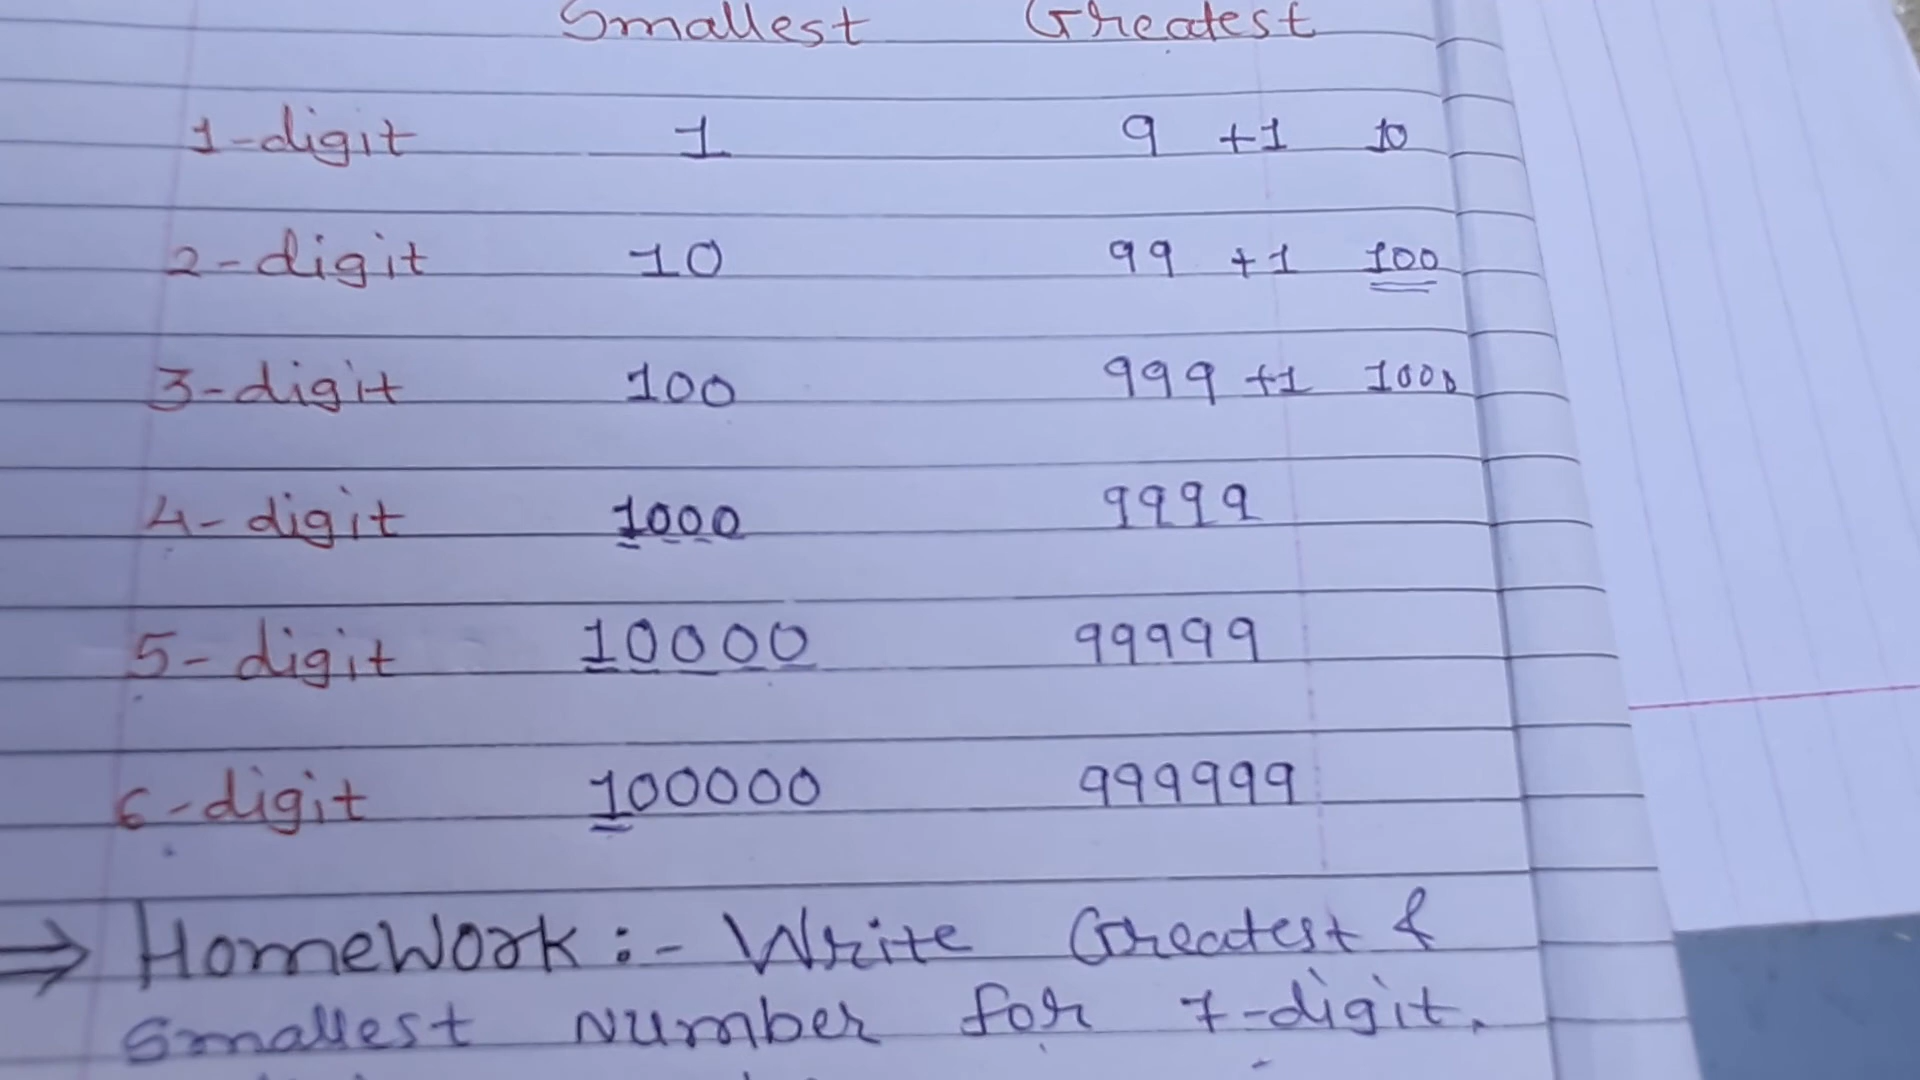 Smallest Greatest
1-digit 1 9 +1 10
2-digit 10 99 +1 100
3-digit 100 999 +1 1000
4-digit 1000 9999
5-digit 10000 99999
6-digit 100000 999999
⇒ HomeWork :- Write Greatest &
Smallest Number for 7-digit.